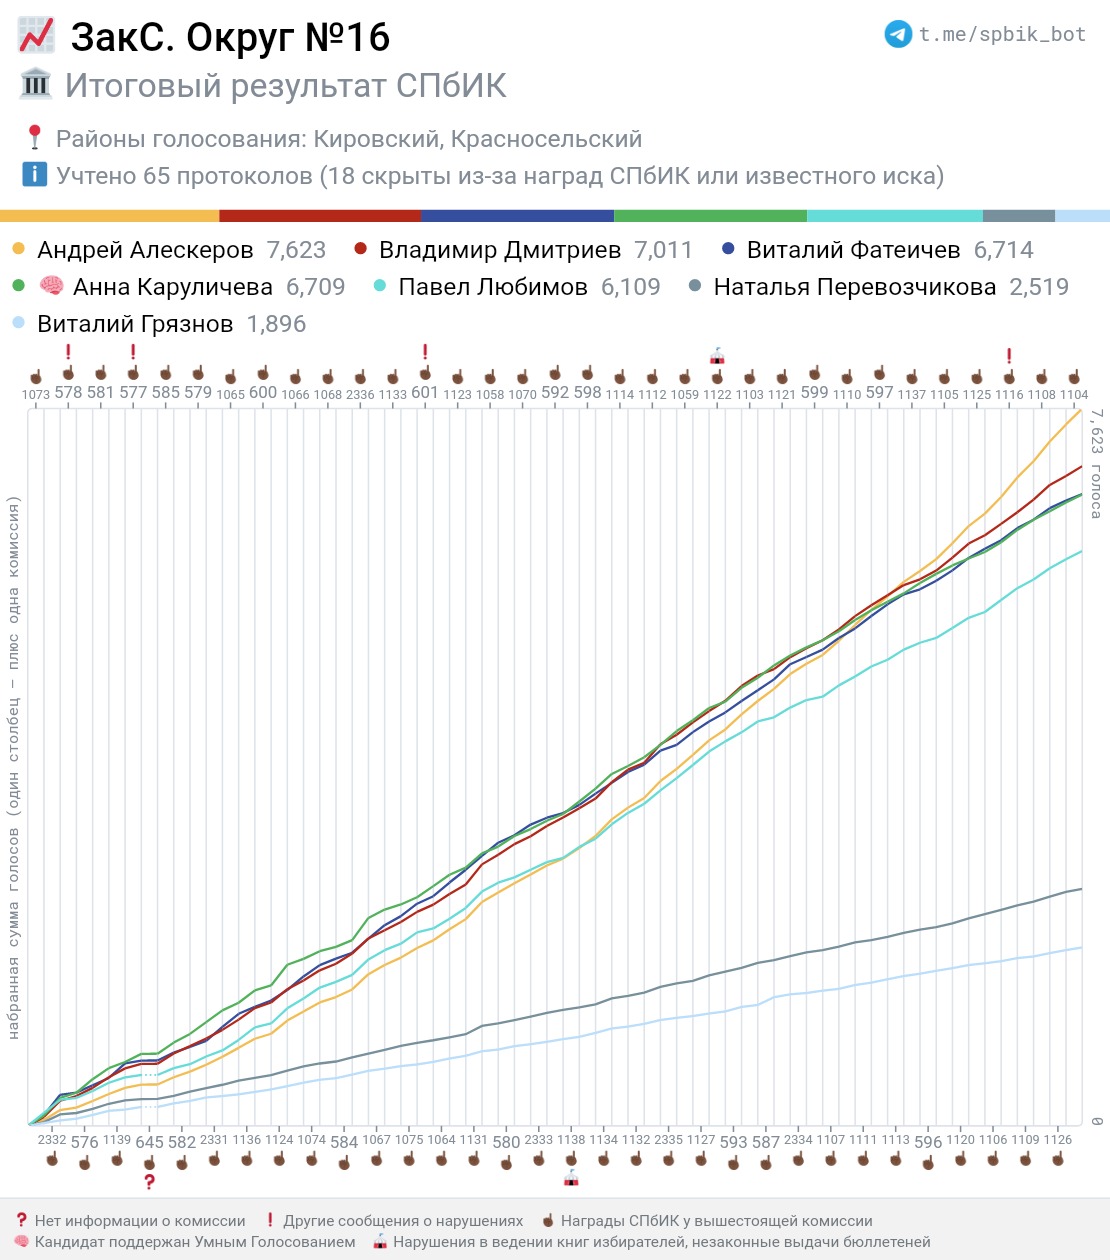 ЗакС. Округ №16
t.me/spbik_bot
Итоговый результат СПбИК
Районы голосования: Кировский, Красносельский
Учтено 65 протоколов (18 скрыты из-за наград СПбИК или известного иска)
Андрей Алескеров 7,623 Владимир Дмитриев 7,011 Виталий Фатеичев 6,714
Анна Каруличева 6,709 Павел Любимов 6,109 Наталья Перевозчикова 2,519
Виталий Грязнов 1,896
1073 578 581 577 585 579 1065 600 1066 1068 2336 1133 601 1123 1058 1070 592 598 1114 1112 1059 1122 1103 1121 599 1110 597 1137 1105 1125 1116 1108 1104
7,623 голоса
набранная сумма голосов (один столбец – плюс одна комиссия)
0
2332 576 1139 645 582 2331 1136 1124 1074 584 1067 1075 1064 1131 580 2333 1138 1134 1132 2335 1127 593 587 2334 1107 1111 1113 596 1120 1106 1109 1126
Нет информации о комиссии Другие сообщения о нарушениях Награды СПбИК у вышестоящей комиссии
Кандидат поддержан Умным Голосованием Нарушения в ведении книг избирателей, незаконные выдачи бюллетеней